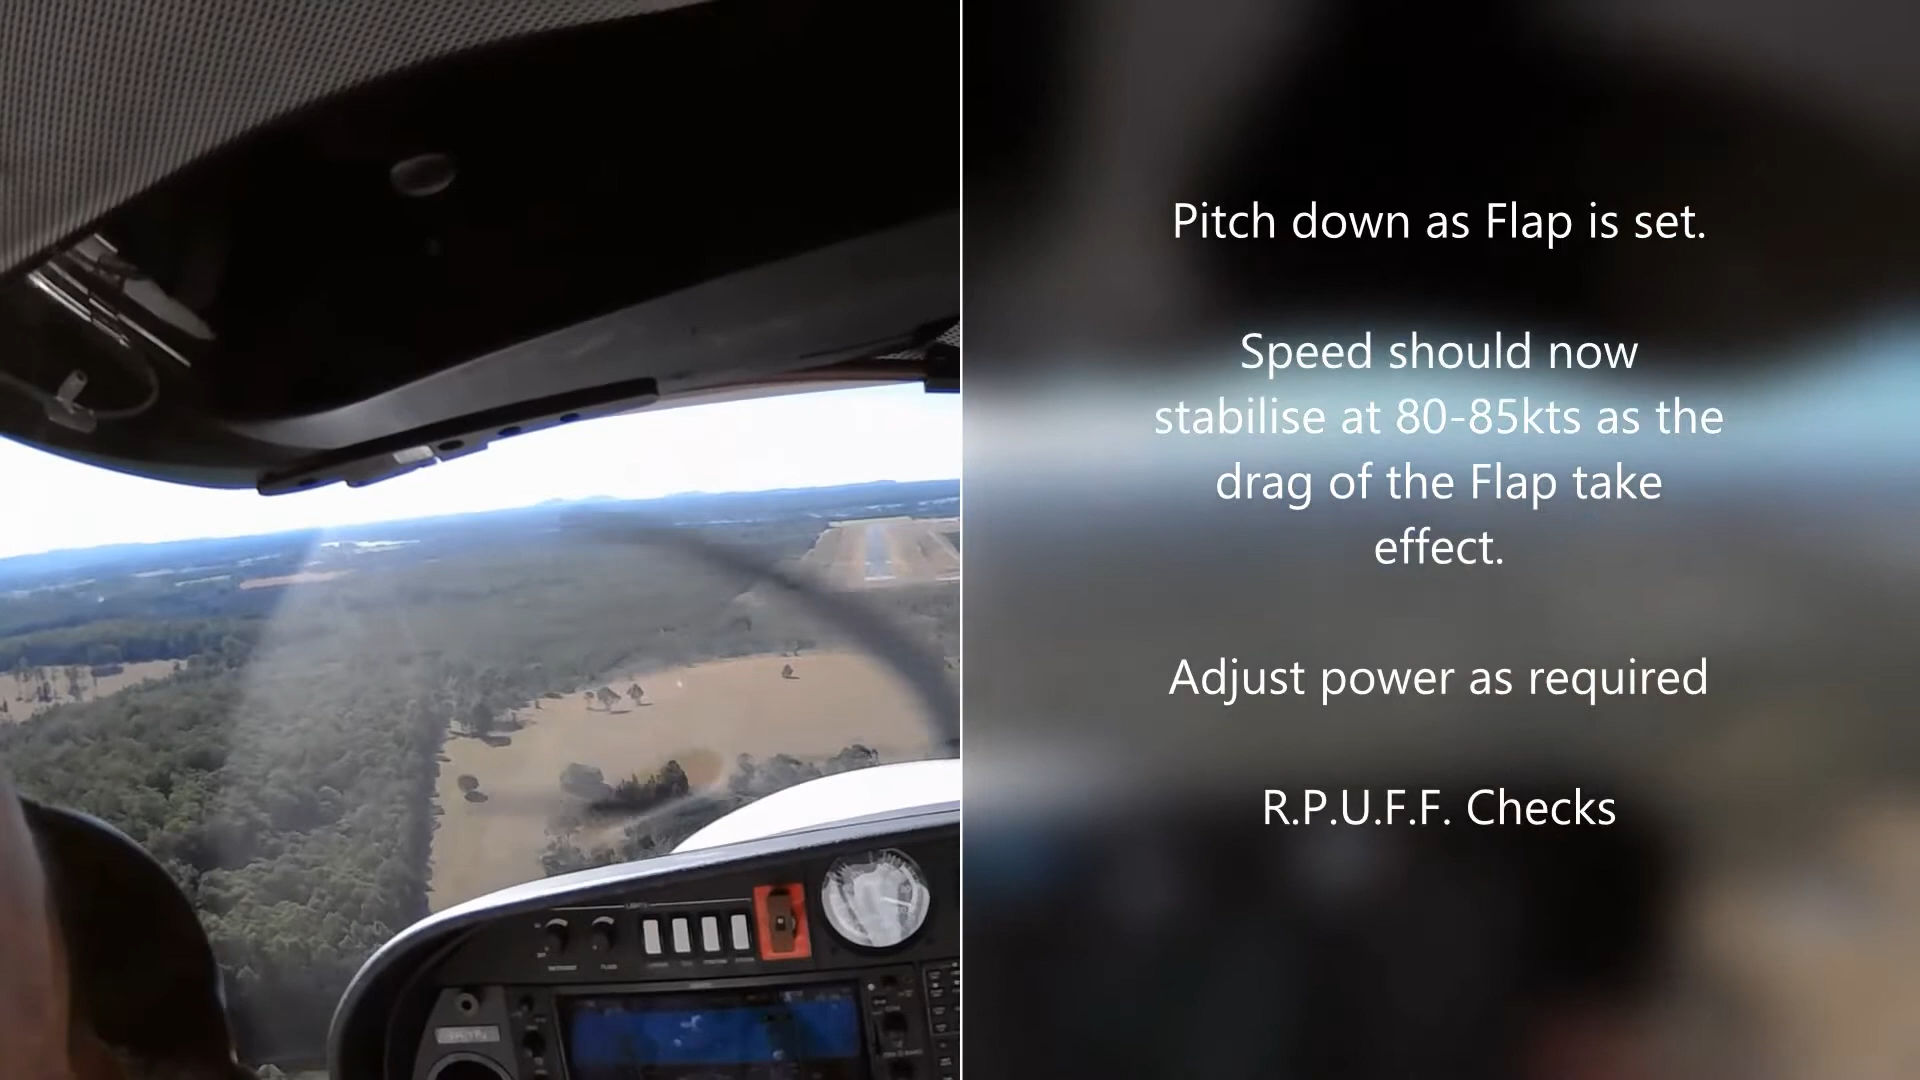 Pitch down as Flap is set.
Speed should now
stabilise at 80-85kts as the
drag of the Flap take
effect.
Adjust power as required
R.P.U.F.F. Checks